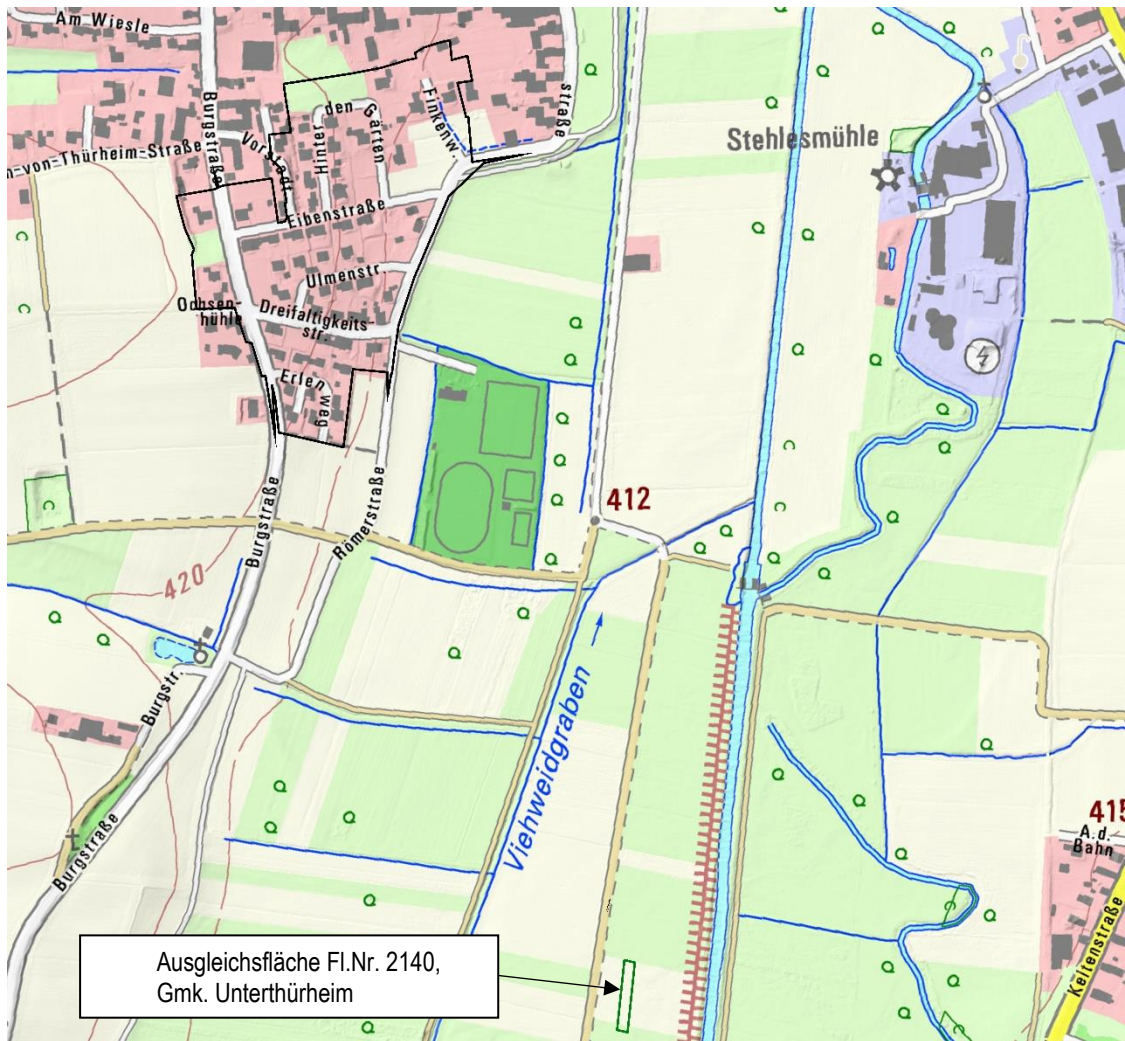 Am Wiesle
Burgstraße
n-von-Thürheim-Straße
Vorstadt
Hinter
den
Gärten
Finkenw.
straße
Stehlesmühle
Eibenstraße
Ulmenstr.
Ochsen-
hühle
Dreifaltigkeits-
str.
Erlen
weg
412
Burgstraße
Römerstraße
420
Burgstr.
Viehweidgraben
Burgstraße
415
A.d.
Bahn
Keltenstraße
Ausgleichsfläche Fl.Nr. 2140,
Gmk. Unterthürheim